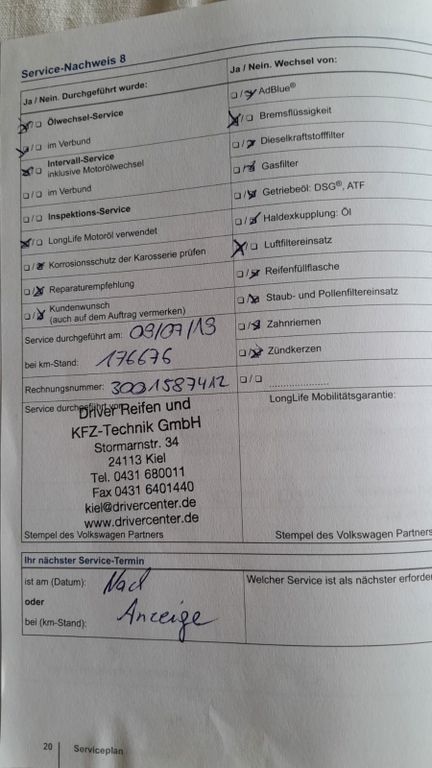 Service-Nachweis 8
Ja / Nein. Durchgeführt wurde:
Ölwechsel-Service
im Verbund
Intervall-Service
inklusive Motorölwechsel
im Verbund
Inspektions-Service
LongLife Motoröl verwendet
Korrosionsschutz der Karosserie prüfen
Reparaturempfehlung
Kundenwunsch
(auch auf dem Auftrag vermerken)
Service durchgeführt am: 09/07/19
bei km-Stand: 176676
Rechnungsnummer: 3001587412
Service durchgeführt von:
Driver Reifen und
KFZ-Technik GmbH
Stormarnstr. 34
24113 Kiel
Tel. 0431 680011
Fax 0431 6401440
kiel@drivercenter.de
www.drivercenter.de
Stempel des Volkswagen Partners
Ja / Nein. Wechsel von:
AdBlue®
Bremsflüssigkeit
Dieselkraftstofffilter
Gasfilter
Getriebeöl: DSG®, ATF
Haldexkupplung: Öl
Luftfiltereinsatz
Reifenfüllflasche
Staub- und Pollenfiltereinsatz
Zahnriemen
Zündkerzen
LongLife Mobilitätsgarantie:
Stempel des Volkswagen Partners
Ihr nächster Service-Termin
ist am (Datum): Nach
oder
bei (km-Stand): Anzeige
Welcher Service ist als nächster erforde
20 Serviceplan